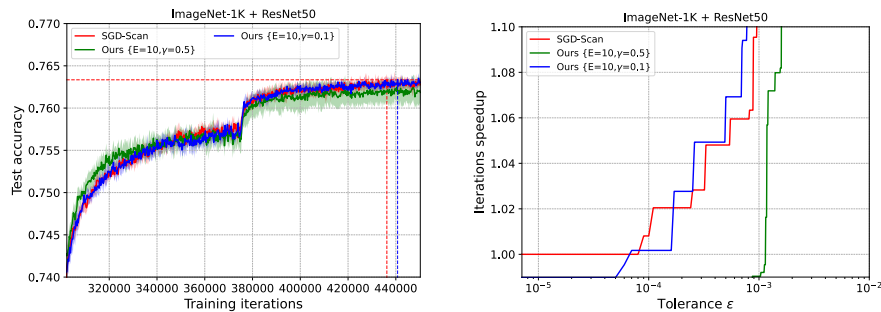 ImageNet-1K + ResNet50
0.770
0.765
0.760
0.755
0.750
0.745
0.740
Test accuracy
SGD-Scan
Ours {E=10,γ=0.5}
Ours {E=10,γ=0,1}
320000 340000 360000 380000 400000 420000 440000
Training iterations
ImageNet-1K + ResNet50
1.10
1.08
1.06
1.04
1.02
1.00
Iterations speedup
SGD-Scan
Ours {E=10,γ=0,5}
Ours {E=10,γ=0,1}
10⁻⁵ 10⁻⁴ 10⁻³ 10⁻²
Tolerance ε